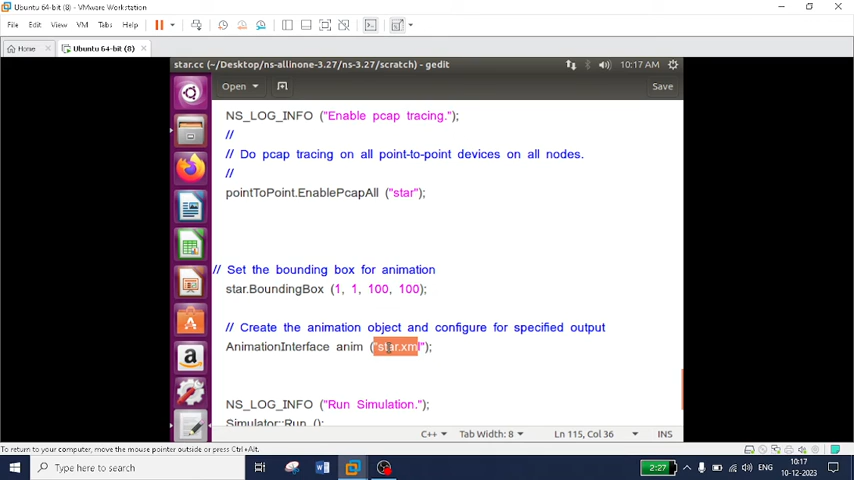 Ubuntu 64-bit (8) - VMware Workstation
File Edit View VM Tabs Help
Home Ubuntu 64-bit (8)
star.cc (~/Desktop/ns-allinone-3.27/ns-3.27/scratch) - gedit 10:17 AM
Open Save
NS_LOG_INFO ("Enable pcap tracing.");
//
// Do pcap tracing on all point-to-point devices on all nodes.
//
pointToPoint.EnablePcapAll ("star");
// Set the bounding box for animation
star.BoundingBox (1, 1, 100, 100);
// Create the animation object and configure for specified output
AnimationInterface anim ("star.xml");
NS_LOG_INFO ("Run Simulation.");
Simulator::Run ();
C++ Tab Width: 8 Ln 115, Col 36 INS
To return to your computer, move the mouse pointer outside or press Ctrl+Alt.
Type here to search 2:27 ENG 10:17
10-12-2023